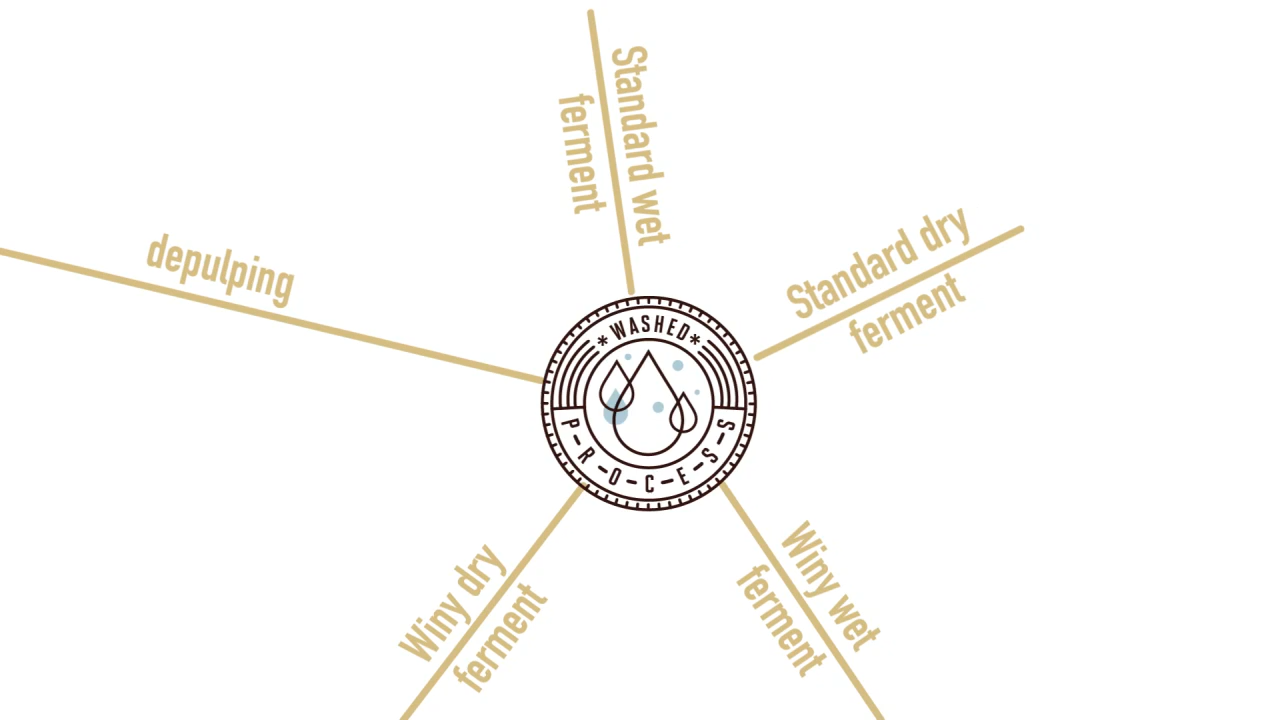 Standard wet
ferment
Standard dry
ferment
depulping
*WASHED*
P-R-O-C-E-S-S
Winy dry
ferment
Winy wet
ferment